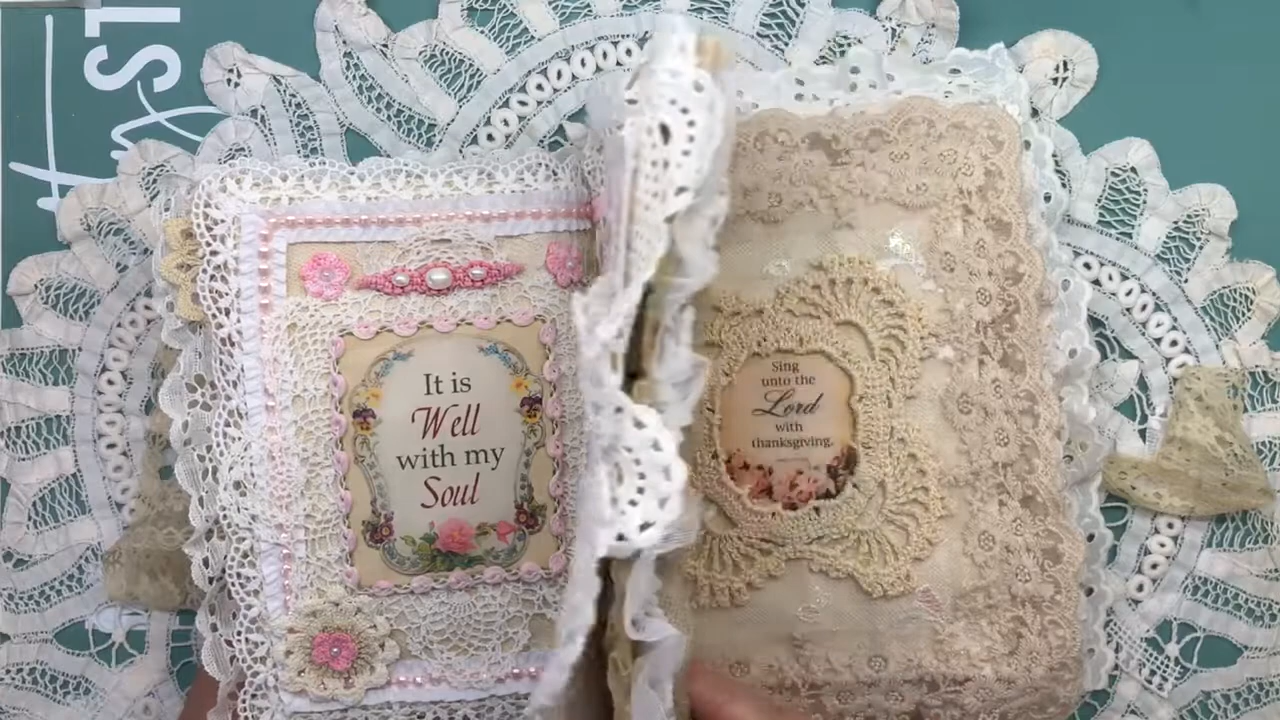 It is
Well
with my
Soul
Sing
unto the
Lord
with
thanksgiving.